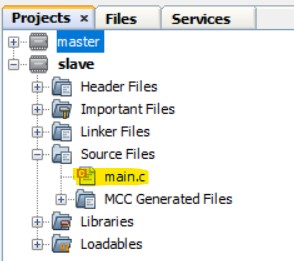 Projects × Files Services
master
slave
Header Files
Important Files
Linker Files
Source Files
main.c
MCC Generated Files
Libraries
Loadables